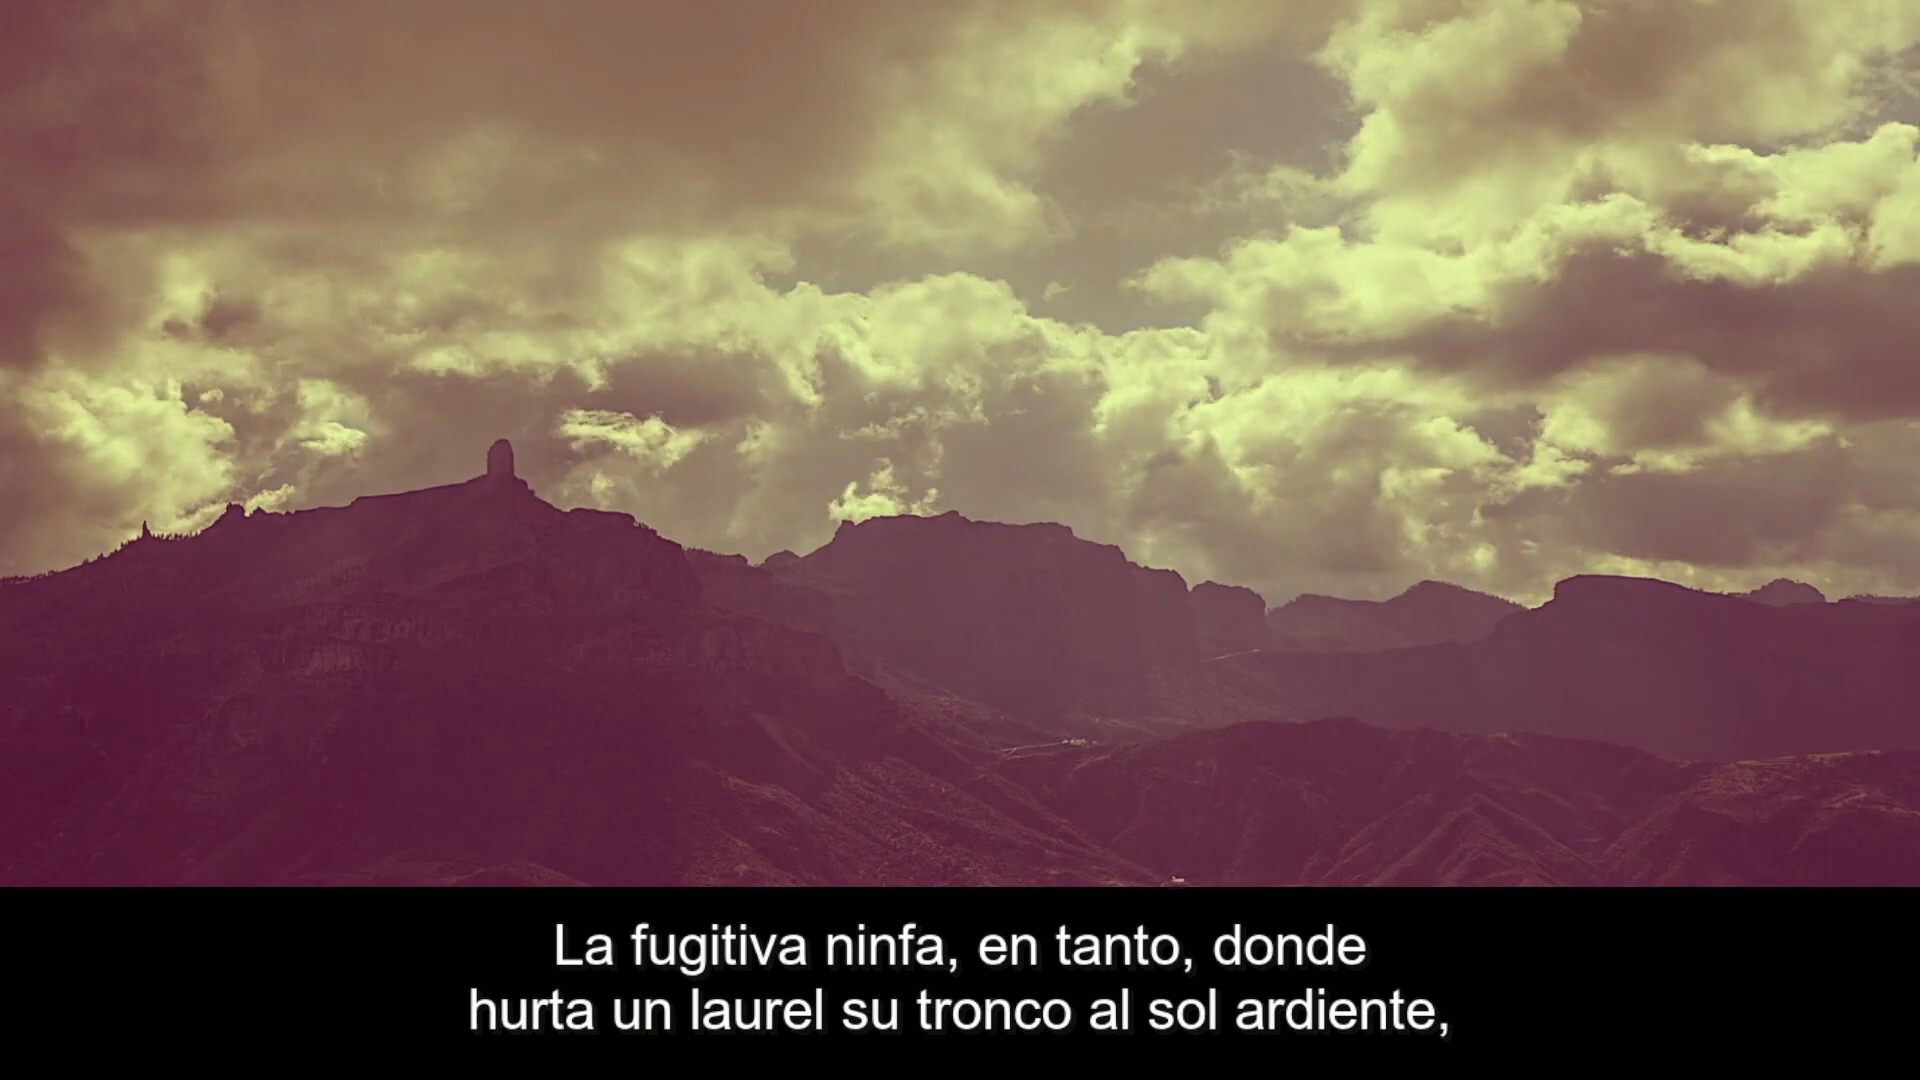 La fugitiva ninfa, en tanto, donde
hurta un laurel su tronco al sol ardiente,